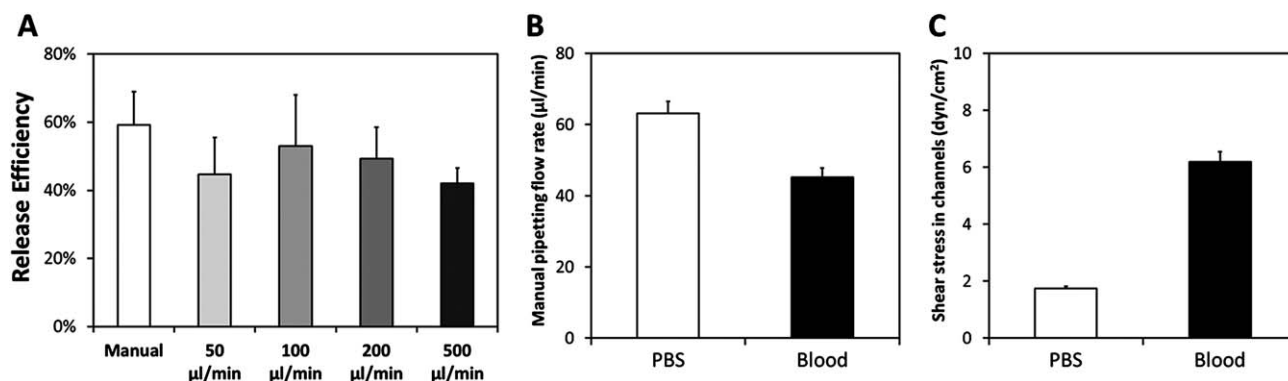 A
Release Efficiency
80%
60%
40%
20%
0%
Manual
50
µl/min
100
µl/min
200
µl/min
500
µl/min
B
Manual pipetting flow rate (µl/min)
80
60
40
20
0
PBS
Blood
C
Shear stress in channels (dyn/cm²)
10
8
6
4
2
0
PBS
Blood